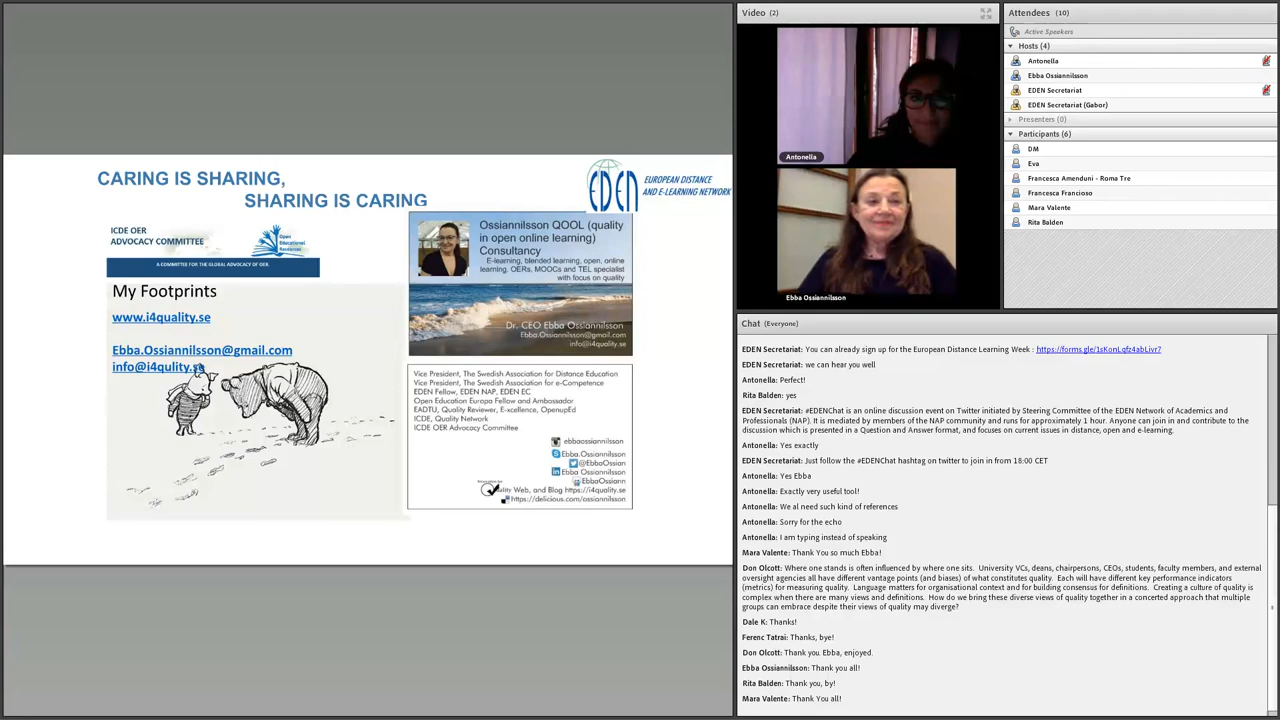 CARING IS SHARING,
SHARING IS CARING
EDEN
EUROPEAN DISTANCE
AND E-LEARNING NETWORK
ICDE OER
ADVOCACY COMMITTEE
Open
Educational
Resources
A COMMITTEE FOR THE GLOBAL ADVOCACY OF OER.
My Footprints
www.i4quality.se
Ebba.Ossiannilsson@gmail.com
info@i4qulity.se
Ossiannilsson QOOL (quality
in open online learning)
Consultancy
E-learning, blended learning, open, online
learning, OERs, MOOCs and TEL specialist
with focus on quality
Dr. CEO Ebba Ossiannilsson
Ebba.Ossiannilsson@gmail.com
info@i4quality.se
Vice President, The Swedish Association for Distance Education
Vice President, The Swedish Association for e-Competence
EDEN Fellow, EDEN NAP, EDEN EC
Open Education Europa Fellow and Ambassador
EADTU, Quality Reviewer, E-xcellence, OpenupEd
ICDE, Quality Network
ICDE OER Advocacy Committee
ebbaossiannilsson
Ebba.Ossiannilsson
@EbbaOssian
Ebba Ossiannilsson
EbbaOssiann
Quality Web, and Blog https://i4quality.se
https://delicious.com/ossiannilsson
Video (2)
Antonella
Ebba Ossiannilsson
Attendees (10)
Active Speakers
Hosts (4)
Antonella
Ebba Ossiannilsson
EDEN Secretariat
EDEN Secretariat (Gabor)
Presenters (0)
Participants (6)
DM
Eva
Francesca Amenduni - Roma Tre
Francesca Francioso
Mara Valente
Rita Balden
Chat (Everyone)
EDEN Secretariat: You can already sign up for the European Distance Learning Week : https://forms.gle/1sKonLqfz4abLivr7
EDEN Secretariat: we can hear you well
Antonella: Perfect!
Rita Balden: yes
EDEN Secretariat: #EDENChat is an online discussion event on Twitter initiated by Steering Committee of the EDEN Network of Academics and
Professionals (NAP). It is mediated by members of the NAP community and runs for approximately 1 hour. Anyone can join in and contribute to the
discussion which is presented in a Question and Answer format, and focuses on current issues in distance, open and e-learning.
Antonella: Yes exactly
EDEN Secretariat: Just follow the #EDENChat hashtag on twitter to join in from 18:00 CET
Antonella: Yes Ebba
Antonella: Exactly very useful tool!
Antonella: We al need such kind of references
Antonella: Sorry for the echo
Antonella: I am typing instead of speaking
Mara Valente: Thank You so much Ebba!
Don Olcott: Where one stands is often influenced by where one sits. University VCs, deans, chairpersons, CEOs, students, faculty members, and external
oversight agencies all have different vantage points (and biases) of what constitutes quality. Each will have different key performance indicators
(metrics) for measuring quality. Language matters for organisational context and for building consensus for definitions. Creating a culture of quality is
complex when there are many views and definitions. How do we bring these diverse views of quality together in a concerted approach that multiple
groups can embrace despite their views of quality may diverge?
Dale K: Thanks!
Ferenc Tatrai: Thanks, bye!
Don Olcott: Thank you. Ebba, enjoyed.
Ebba Ossiannilsson: Thank you all!
Rita Balden: Thank you, by!
Mara Valente: Thank You all!